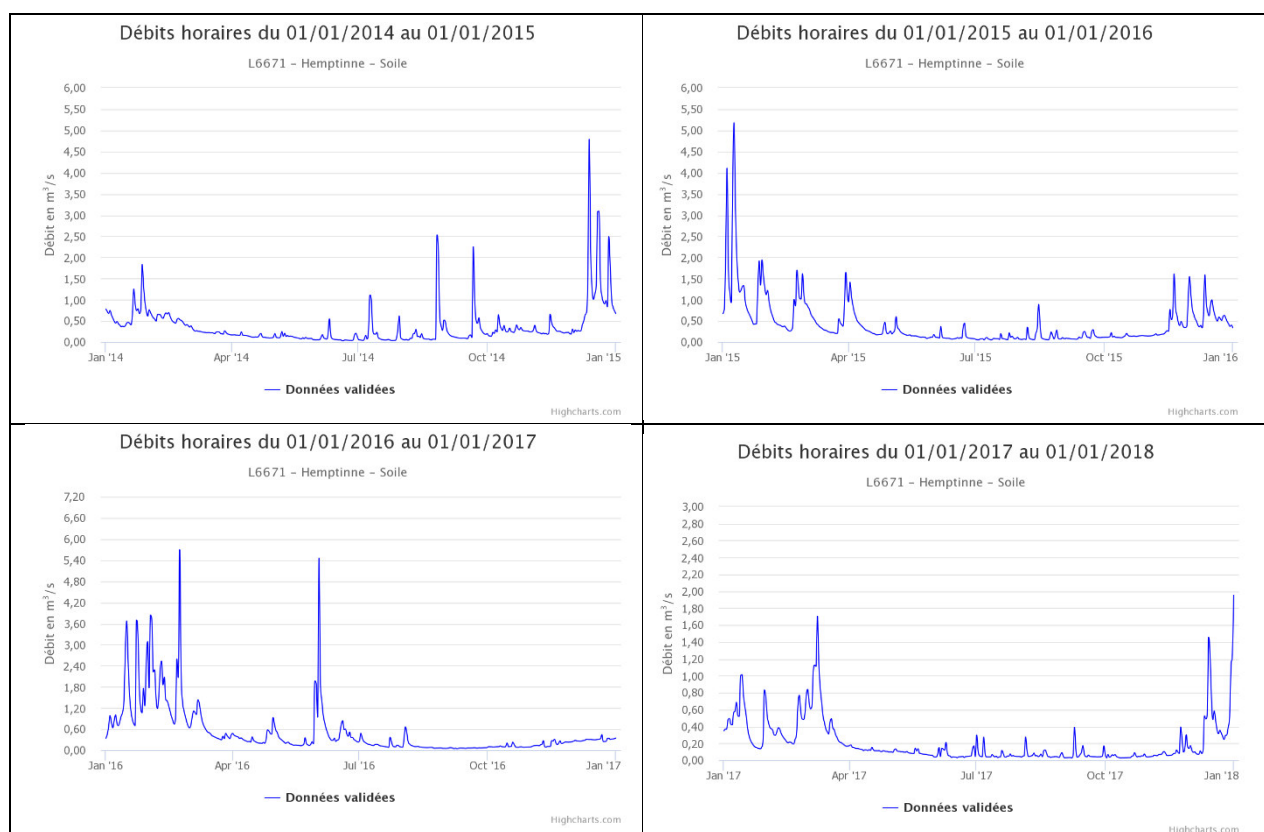 Débits horaires du 01/01/2014 au 01/01/2015
L6671 – Hemptinne – Soile
6,00
5,50
5,00
4,50
4,00
3,50
3,00
2,50
2,00
1,50
1,00
0,50
0,00
Débit en m³/s
Jan '14
Apr '14
Jul '14
Oct '14
Jan '15
Données validées
Highcharts.com
Débits horaires du 01/01/2015 au 01/01/2016
L6671 – Hemptinne – Soile
6,00
5,50
5,00
4,50
4,00
3,50
3,00
2,50
2,00
1,50
1,00
0,50
0,00
Débit en m³/s
Jan '15
Apr '15
Jul '15
Oct '15
Jan '16
Données validées
Highcharts.com
Débits horaires du 01/01/2016 au 01/01/2017
L6671 – Hemptinne – Soile
7,20
6,60
6,00
5,40
4,80
4,20
3,60
3,00
2,40
1,80
1,20
0,60
0,00
Débit en m³/s
Jan '16
Apr '16
Jul '16
Oct '16
Jan '17
Données validées
Highcharts.com
Débits horaires du 01/01/2017 au 01/01/2018
L6671 – Hemptinne – Soile
3,00
2,80
2,60
2,40
2,20
2,00
1,80
1,60
1,40
1,20
1,00
0,80
0,60
0,40
0,20
0,00
Débit en m³/s
Jan '17
Apr '17
Jul '17
Oct '17
Jan '18
Données validées
Highcharts.com